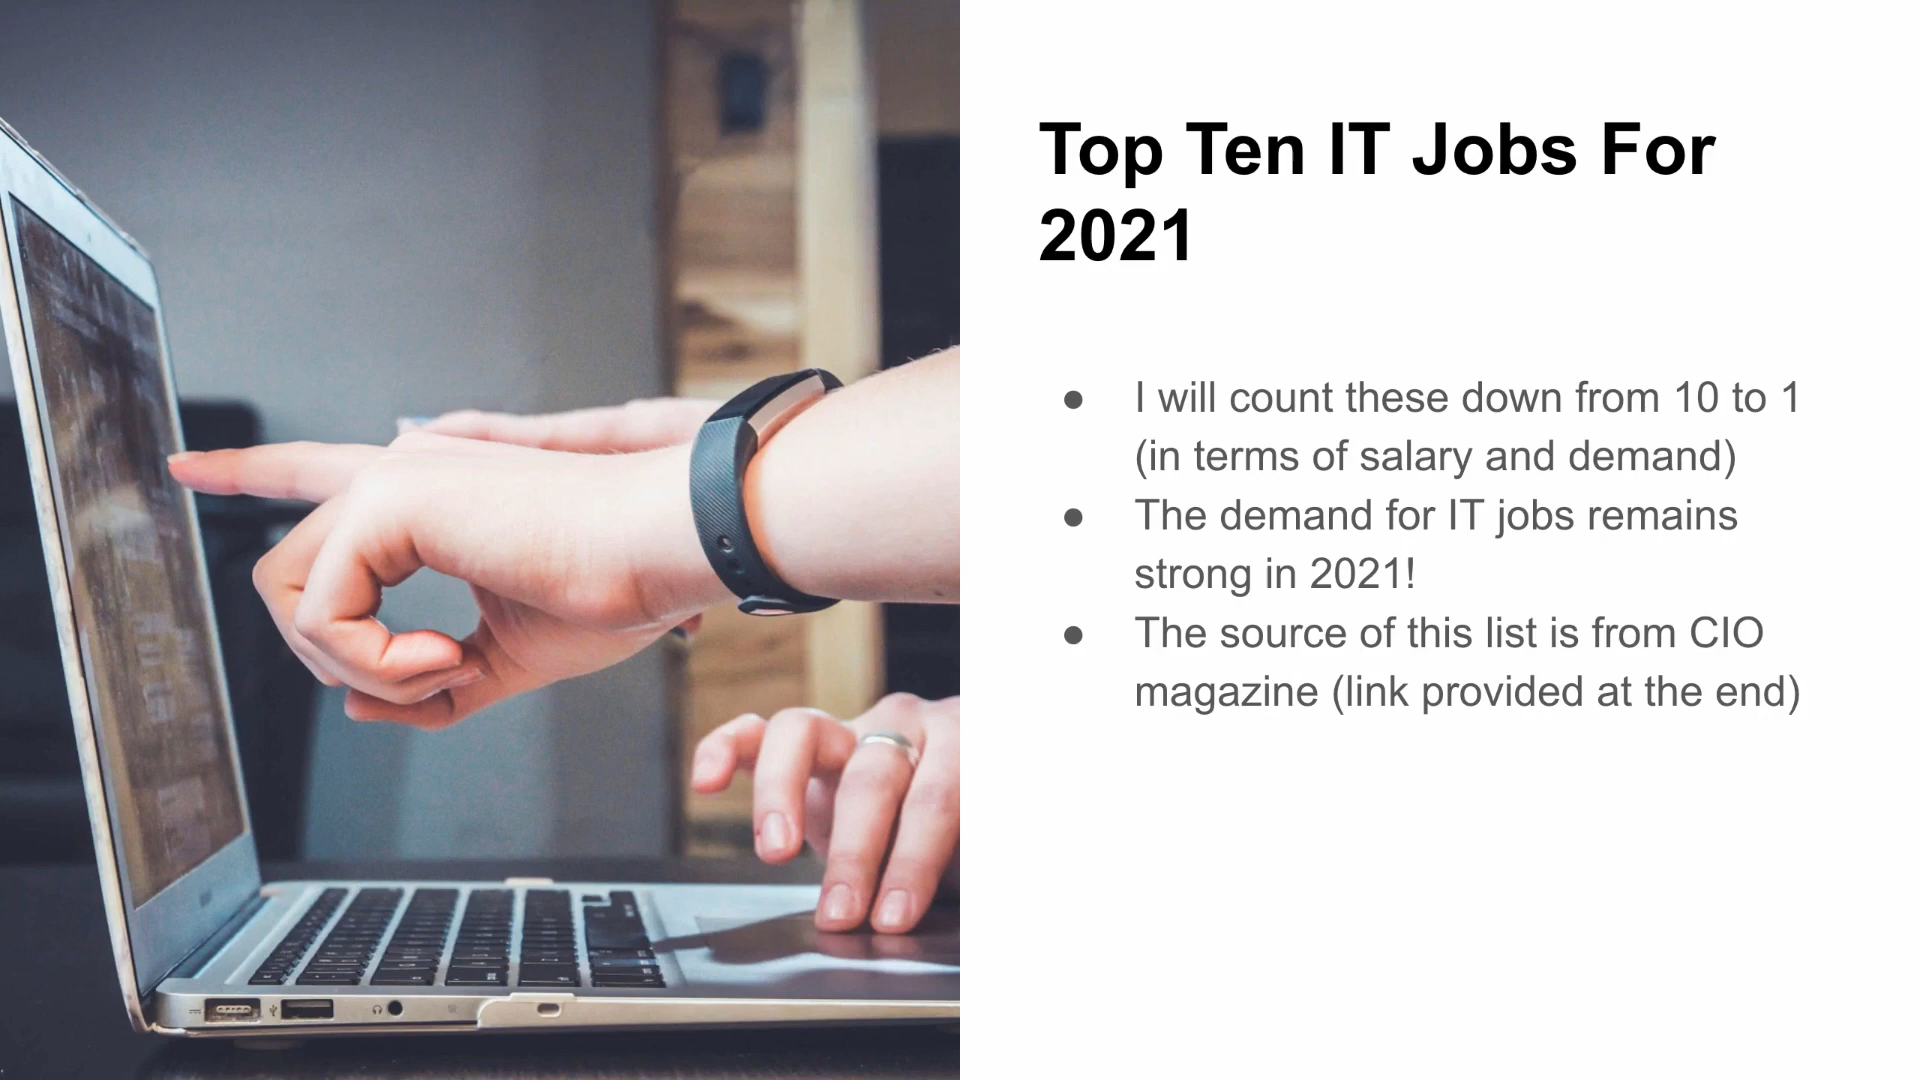 Top Ten IT Jobs For
2021
● I will count these down from 10 to 1
(in terms of salary and demand)
● The demand for IT jobs remains
strong in 2021!
● The source of this list is from CIO
magazine (link provided at the end)